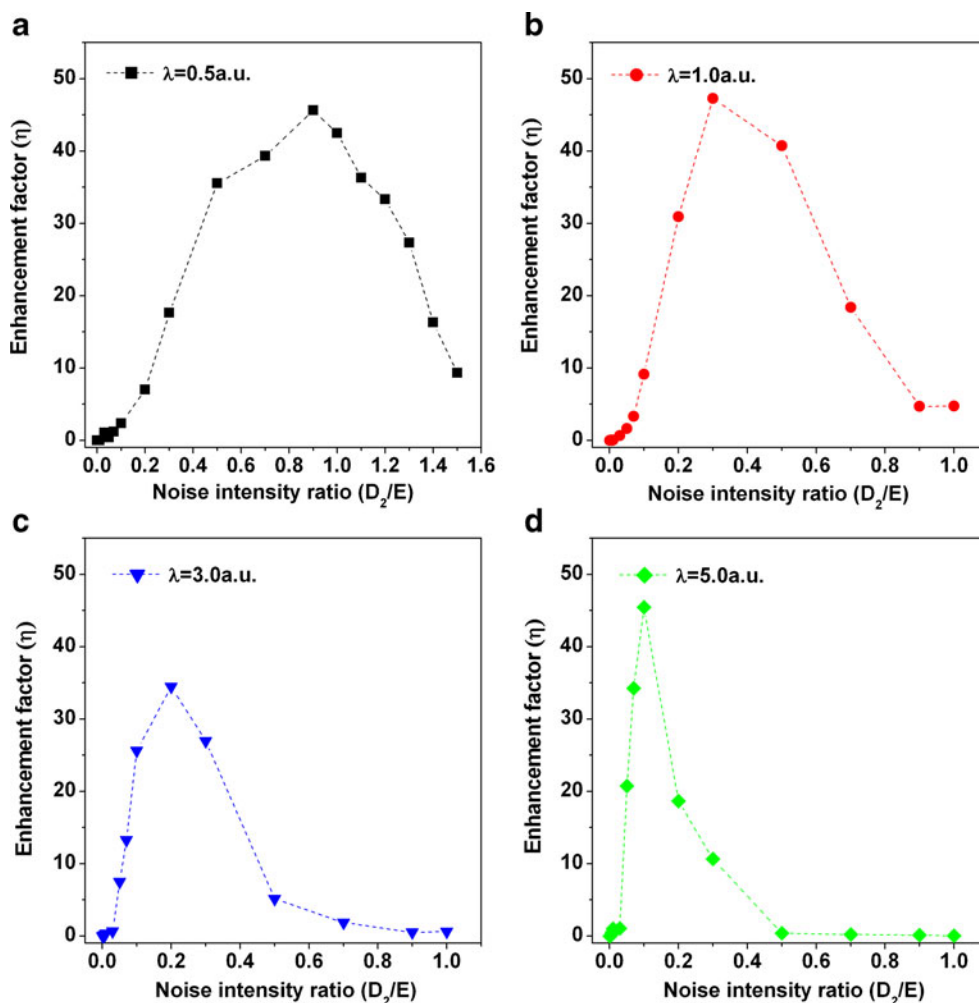 a
λ=0.5a.u.
Enhancement factor (η)
50
40
30
20
10
0
0.0 0.2 0.4 0.6 0.8 1.0 1.2 1.4 1.6
Noise intensity ratio (D₂/E)
b
λ=1.0a.u.
Enhancement factor (η)
50
40
30
20
10
0
0.0 0.2 0.4 0.6 0.8 1.0
Noise intensity ratio (D₂/E)
c
λ=3.0a.u.
Enhancement factor (η)
50
40
30
20
10
0
0.0 0.2 0.4 0.6 0.8 1.0
Noise intensity ratio (D₂/E)
d
λ=5.0a.u.
Enhancement factor (η)
50
40
30
20
10
0
0.0 0.2 0.4 0.6 0.8 1.0
Noise intensity ratio (D₂/E)